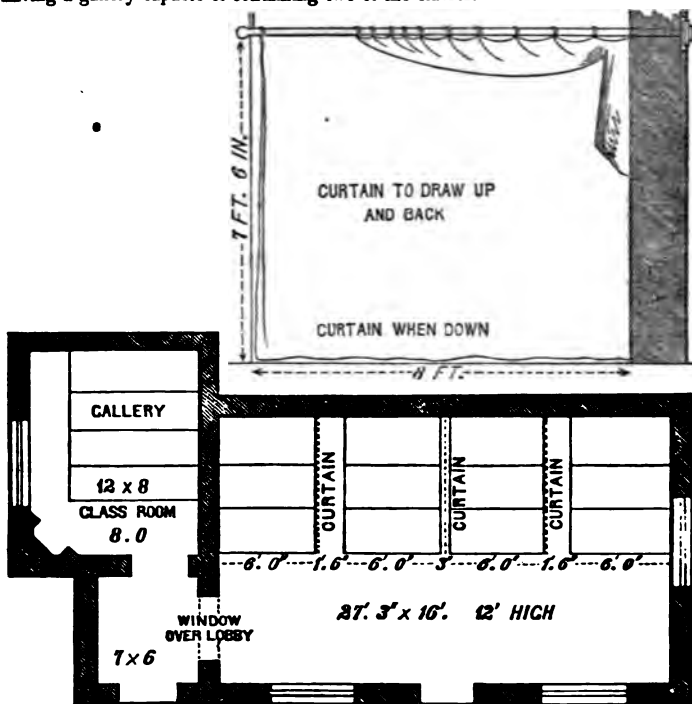 7 FT. 6 IN.
CURTAIN TO DRAW UP
AND BACK
CURTAIN WHEN DOWN
8 FT.
GALLERY
12 x 8
CLASS ROOM
8.0
CURTAIN
CURTAIN
CURTAIN
6'. 0" 1'. 6" 6'. 0" 3" 6'. 0" 1'. 6" 6'. 0"
27'. 3" x 16'. 12' HIGH
WINDOW
OVER LOBBY
7 x 6